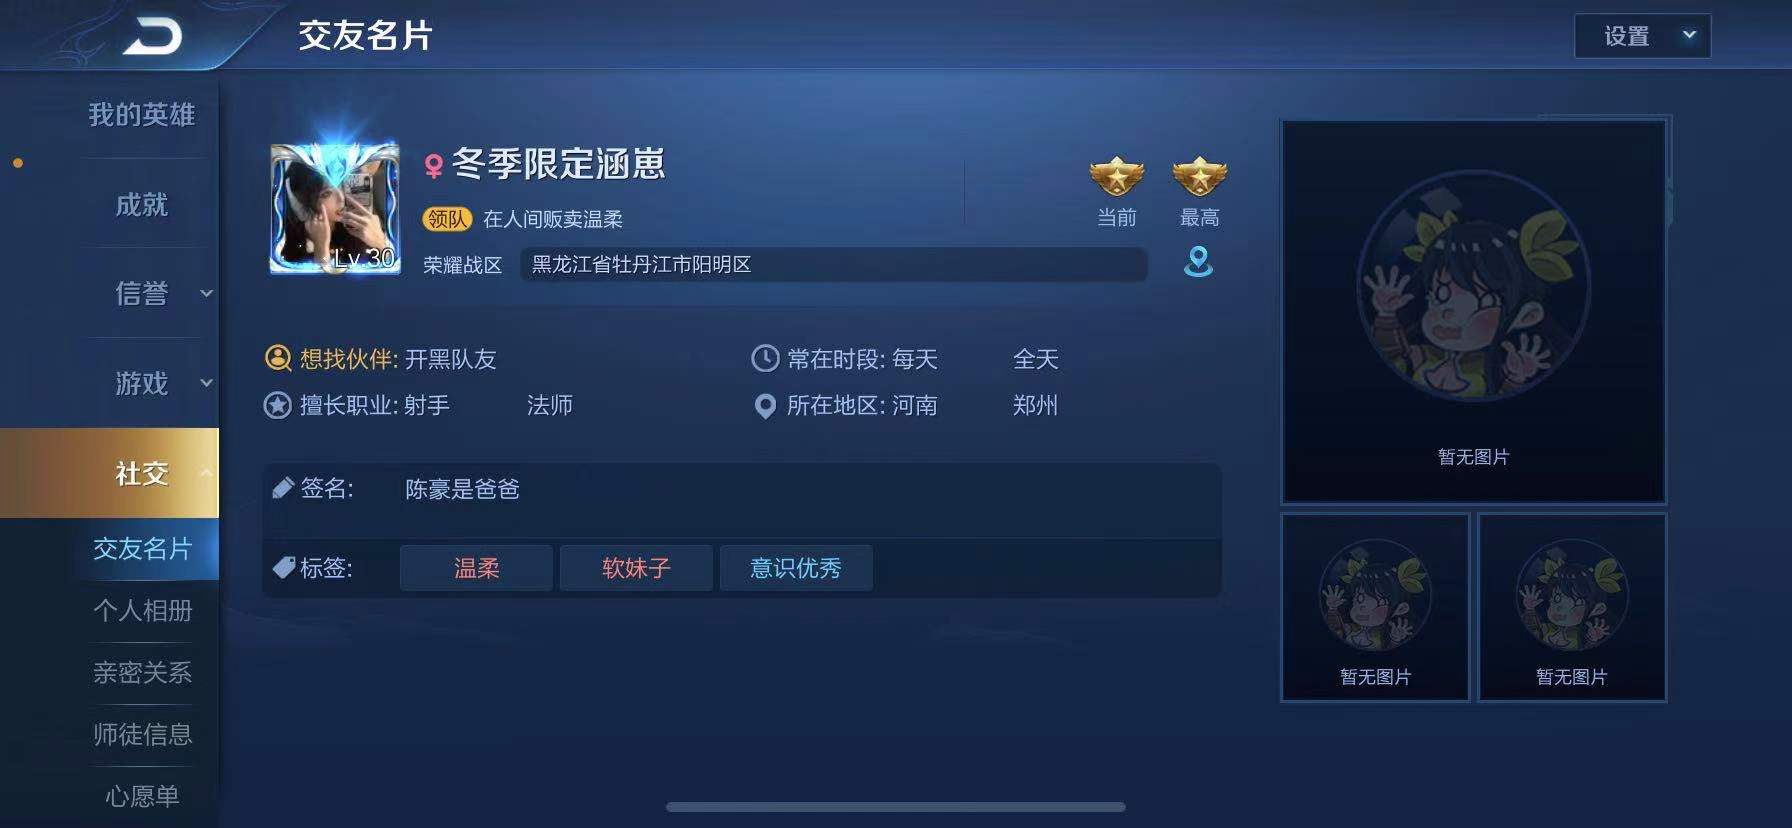 交友名片
设置
我的英雄
成就
信誉
游戏
社交
交友名片
个人相册
亲密关系
师徒信息
心愿单
Lv.30
冬季限定涵崽
领队 在人间贩卖温柔
荣耀战区 黑龙江省牡丹江市阳明区
当前 最高
想找伙伴: 开黑队友 常在时段: 每天 全天
擅长职业: 射手 法师 所在地区: 河南 郑州
签名: 陈豪是爸爸
标签: 温柔 软妹子 意识优秀
暂无图片
暂无图片 暂无图片